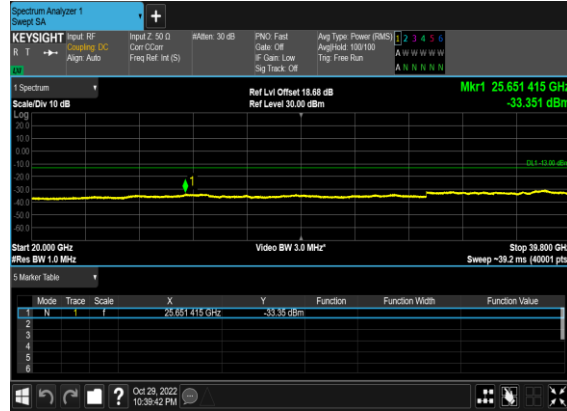 Spectrum Analyzer 1
Swept SA
+
KEYSIGHT Input: RF Input Z: 50 Ω #Atten: 30 dB PNO: Fast Avg Type: Power (RMS) 1 2 3 4 5 6
R T Coupling: DC Corr CCorr Gate: Off Avg|Hold: 100/100 A W W W W W
Align: Auto Freq Ref: Int (S) IF Gain: Low Trig: Free Run
Sig Track: Off A N N N N N
1 Spectrum Ref Lvl Offset 18.68 dB Mkr1 25.651 415 GHz
Scale/Div 10 dB Ref Level 30.00 dBm -33.351 dBm
Log
20.0
10.0
0.00
-10.0 DL1 -13.00 dBm
-20.0
-30.0 1
-40.0
-50.0
-60.0
Start 20.000 GHz Video BW 3.0 MHz* Stop 39.800 GHz
#Res BW 1.0 MHz Sweep ~39.2 ms (40001 pts)
5 Marker Table
Mode Trace Scale X Y Function Function Width Function Value
1 N 1 f 25.651 415 GHz -33.35 dBm
2
3
4
5
6
? Oct 29, 2022
10:39:42 PM